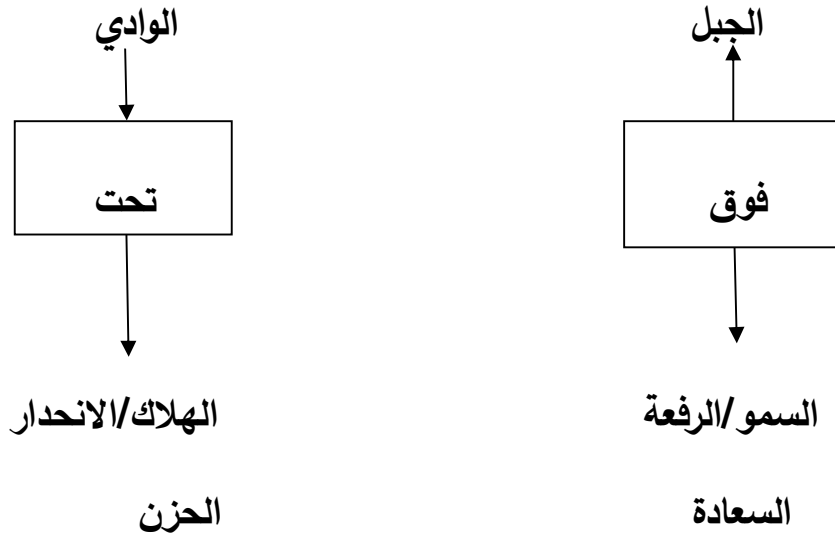 الجبل
الوادي
فوق
تحت
السمو/الرفعة
الهلاك/الانحدار
السعادة
الحزن